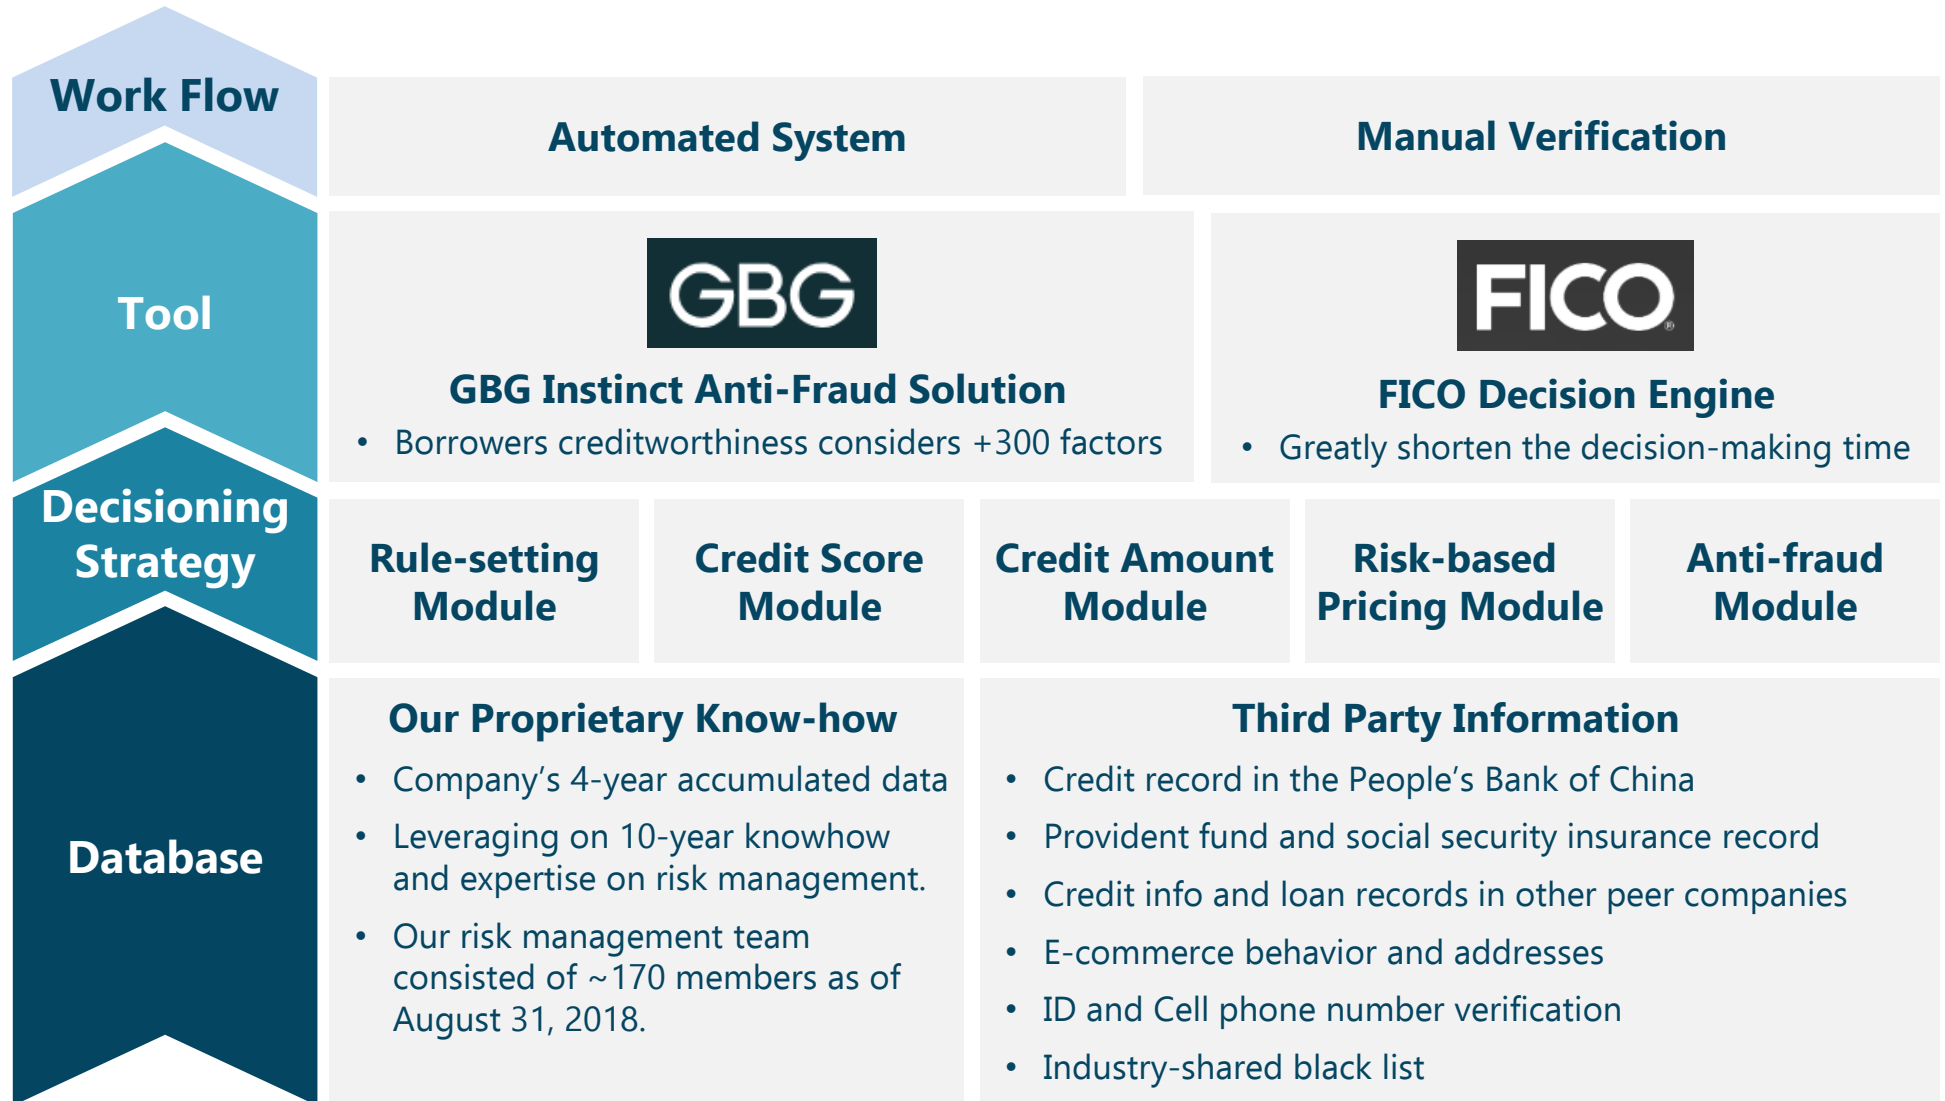 Work Flow
Automated System
Manual Verification
Tool
GBG
GBG Instinct Anti-Fraud Solution
• Borrowers creditworthiness considers +300 factors
FICO®
FICO Decision Engine
• Greatly shorten the decision-making time
Decisioning
Strategy
Rule-setting
Module
Credit Score
Module
Credit Amount
Module
Risk-based
Pricing Module
Anti-fraud
Module
Database
Our Proprietary Know-how
• Company’s 4-year accumulated data
• Leveraging on 10-year knowhow
and expertise on risk management.
• Our risk management team
consisted of ~170 members as of
August 31, 2018.
Third Party Information
• Credit record in the People’s Bank of China
• Provident fund and social security insurance record
• Credit info and loan records in other peer companies
• E-commerce behavior and addresses
• ID and Cell phone number verification
• Industry-shared black list